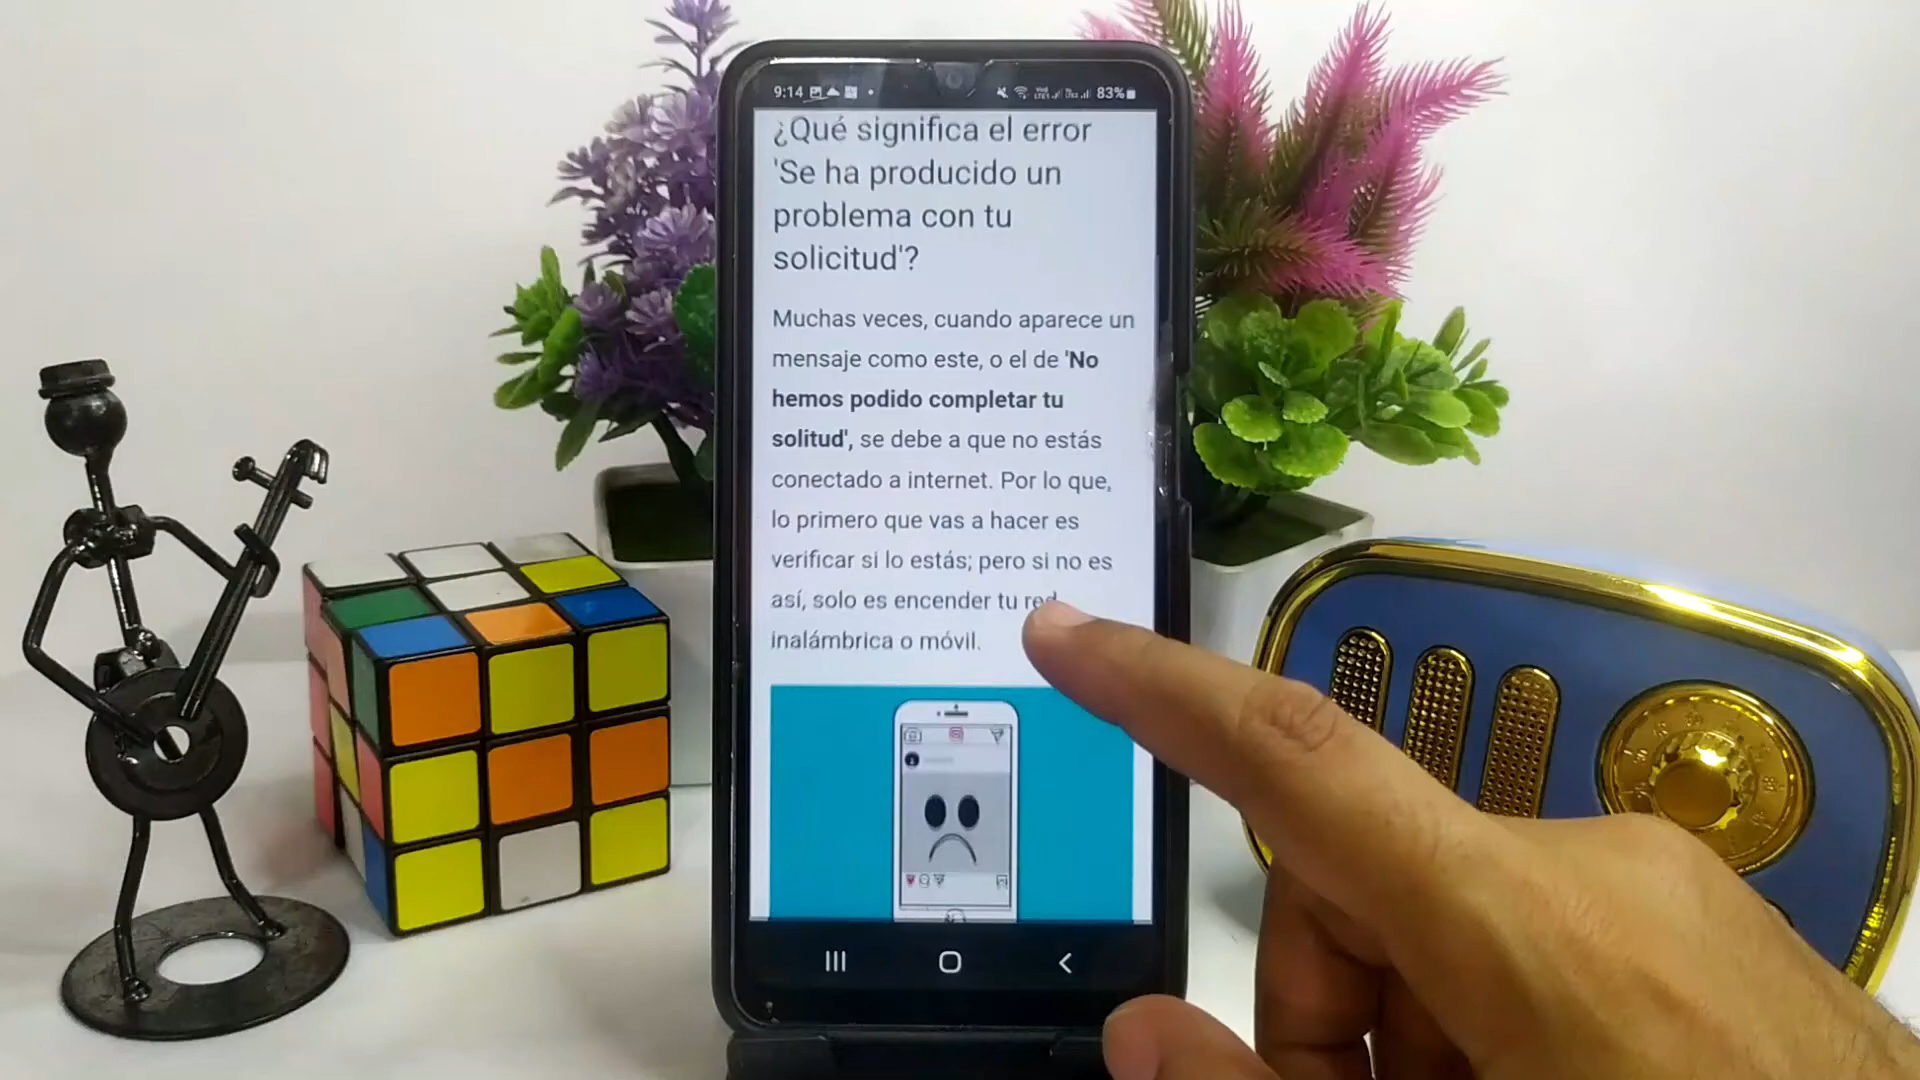 9:14
83%
¿Qué significa el error
'Se ha producido un
problema con tu
solicitud'?
Muchas veces, cuando aparece un
mensaje como este, o el de 'No
hemos podido completar tu
solitud', se debe a que no estás
conectado a internet. Por lo que,
lo primero que vas a hacer es
verificar si lo estás; pero si no es
así, solo es encender tu red
inalámbrica o móvil.